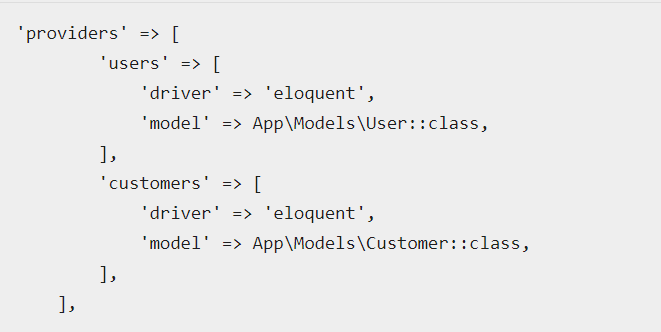 'providers' => [
'users' => [
'driver' => 'eloquent',
'model' => App\Models\User::class,
],
'customers' => [
'driver' => 'eloquent',
'model' => App\Models\Customer::class,
],
],